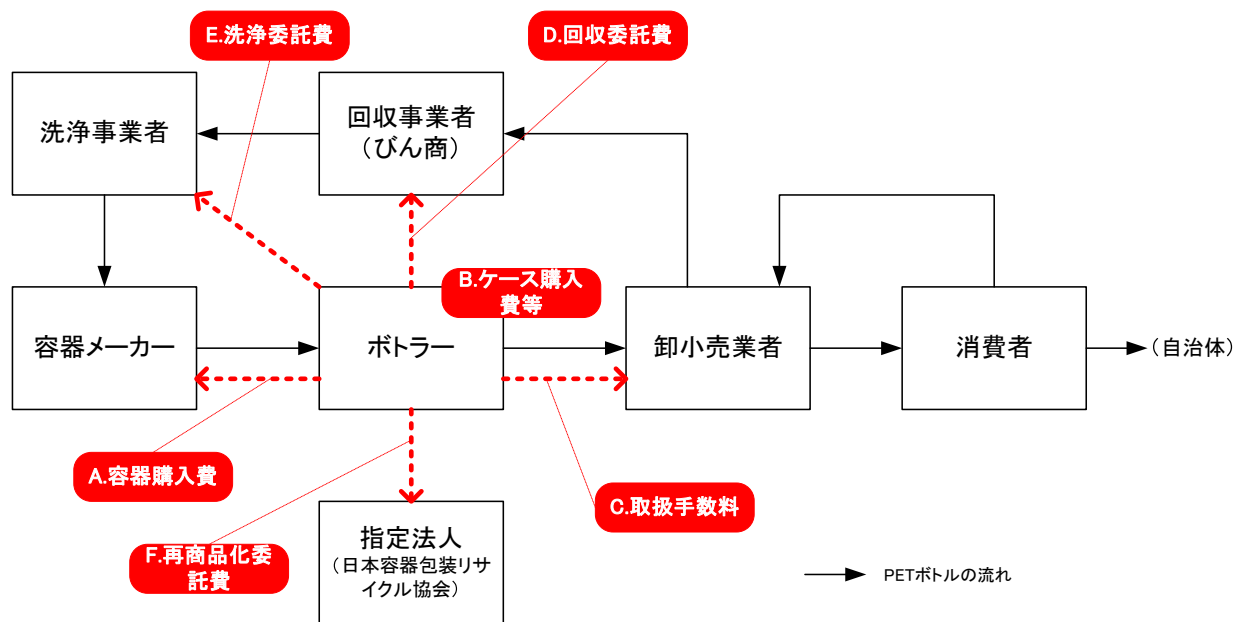 E.洗浄委託費
D.回収委託費
洗浄事業者
回収事業者
（びん商）
B.ケース購入
費等
容器メーカー
ボトラー
卸小売業者
消費者
（自治体）
A.容器購入費
C.取扱手数料
F.再商品化委
託費
指定法人
（日本容器包装リサ
イクル協会）
PETボトルの流れ